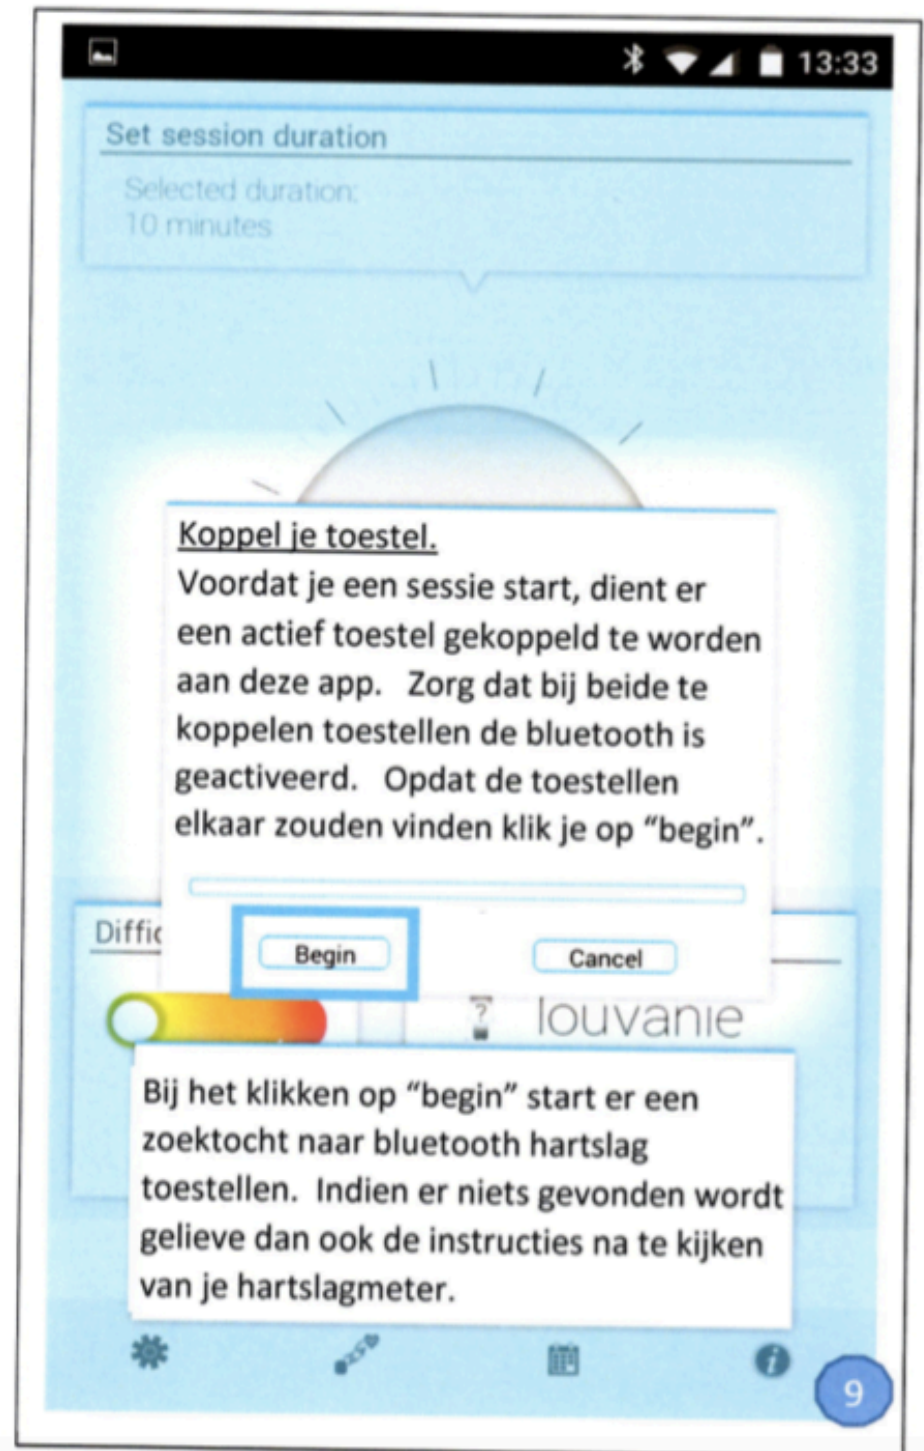 13:33
Set session duration
Selected duration:
10 minutes
Koppel je toestel.
Voordat je een sessie start, dient er
een actief toestel gekoppeld te worden
aan deze app.   Zorg dat bij beide te
koppelen toestellen de bluetooth is
geactiveerd.   Opdat de toestellen
elkaar zouden vinden klik je op “begin”.
Begin
Cancel
Diffic
?
louvanie
Bij het klikken op “begin” start er een
zoektocht naar bluetooth hartslag
toestellen.  Indien er niets gevonden wordt
gelieve dan ook de instructies na te kijken
van je hartslagmeter.
9